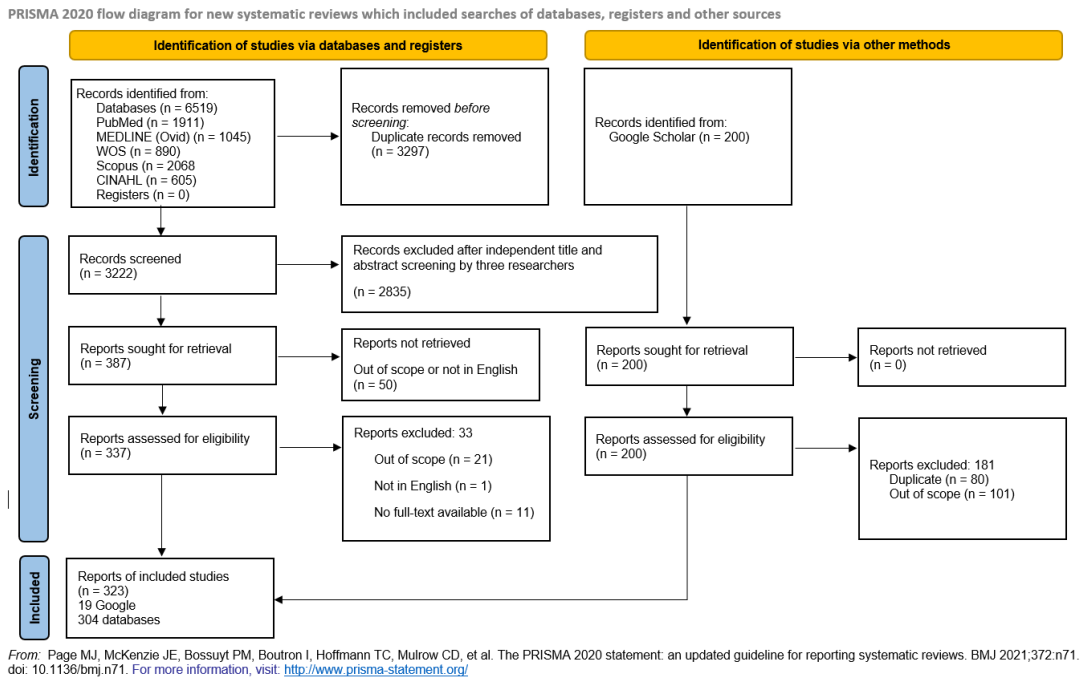 PRISMA 2020 flow diagram for new systematic reviews which included searches of databases, registers and other sources
Identification of studies via databases and registers
Identification of studies via other methods
Identification
Records identified from:
Databases (n = 6519)
PubMed (n = 1911)
MEDLINE (Ovid) (n = 1045)
WOS (n = 890)
Scopus (n = 2068
CINAHL (n = 605)
Registers (n = 0)
Records removed before
screening:
Duplicate records removed
(n = 3297)
Records identified from:
Google Scholar (n = 200)
Screening
Records screened
(n = 3222)
Records excluded after independent title and
abstract screening by three researchers
(n = 2835)
Reports sought for retrieval
(n = 387)
Reports not retrieved
Out of scope or not in English
(n = 50)
Reports sought for retrieval
(n = 200)
Reports not retrieved
(n = 0)
Reports assessed for eligibility
(n = 337)
Reports excluded: 33
Out of scope (n = 21)
Not in English (n = 1)
No full-text available (n = 11)
Reports assessed for eligibility
(n = 200)
Reports excluded: 181
Duplicate (n = 80)
Out of scope (n = 101)
Included
Reports of included studies
(n = 323)
19 Google
304 databases
From: Page MJ, McKenzie JE, Bossuyt PM, Boutron I, Hoffmann TC, Mulrow CD, et al. The PRISMA 2020 statement: an updated guideline for reporting systematic reviews. BMJ 2021;372:n71.
doi: 10.1136/bmj.n71. For more information, visit: http://www.prisma-statement.org/